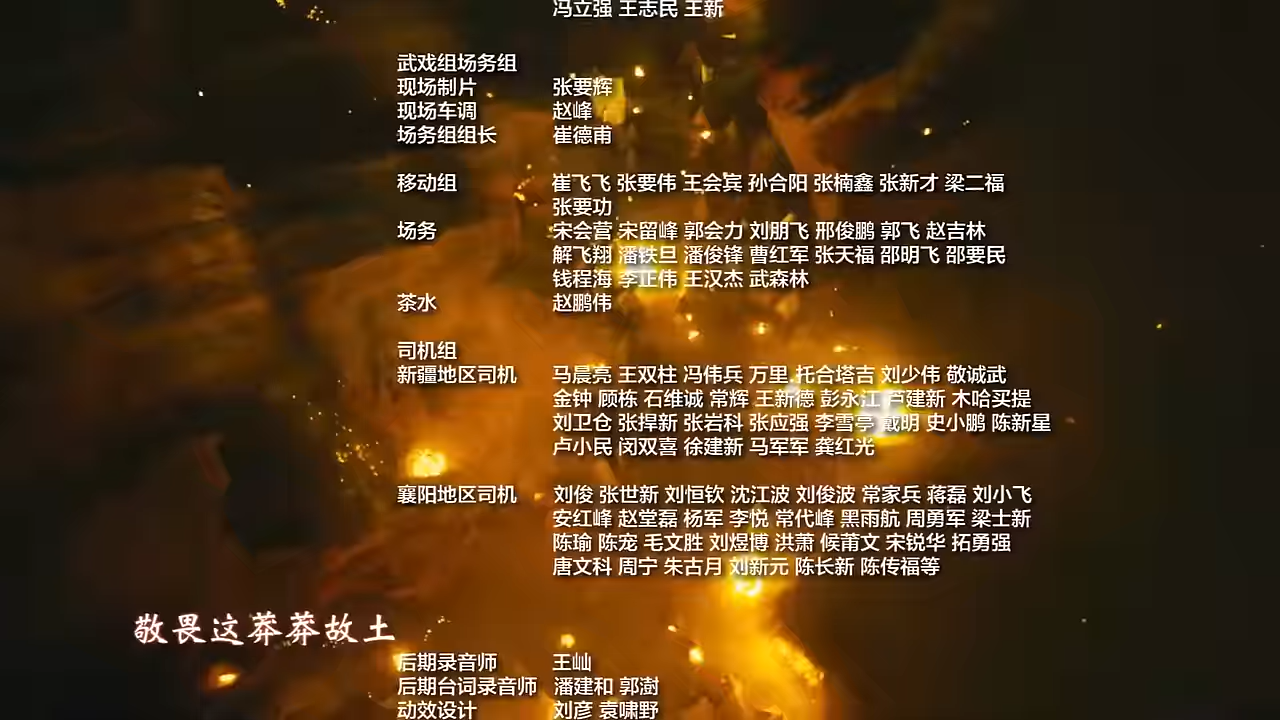 冯立强 王志民 王新
武戏组场务组
现场制片 张要辉
现场车调 赵峰
场务组组长 崔德甫
移动组 崔飞飞 张要伟 王会宾 孙合阳 张楠鑫 张新才 梁二福
张要功
场务 宋会营 宋留峰 郭会力 刘朋飞 邢俊鹏 郭飞 赵吉林
解飞翔 潘铁旦 潘俊锋 曹红军 张天福 邵明飞 邵要民
钱程海 李正伟 王汉杰 武森林
茶水 赵鹏伟
司机组
新疆地区司机 马晨亮 王双柱 冯伟兵 万里 托合塔吉 刘少伟 敬诚武
金钟 顾栋 石维诚 常辉 王新德 彭永江 芦建新 木哈买提
刘卫仓 张捍新 张岩科 张应强 李雪亭 戴明 史小鹏 陈新星
卢小民 闵双喜 徐建新 马军军 龚红光
襄阳地区司机 刘俊 张世新 刘恒钦 沈江波 刘俊波 常家兵 蒋磊 刘小飞
安红峰 赵堂磊 杨军 李悦 常代峰 黑雨航 周勇军 梁士新
陈瑜 陈宠 毛文胜 刘煜博 洪萧 候莆文 宋锐华 拓勇强
唐文科 周宁 朱古月 刘新元 陈长新 陈传福等
敬畏这莽莽故土
后期录音师 王屾
后期台词录音师 潘建和 郭澍
动效设计 刘彦 袁啸野